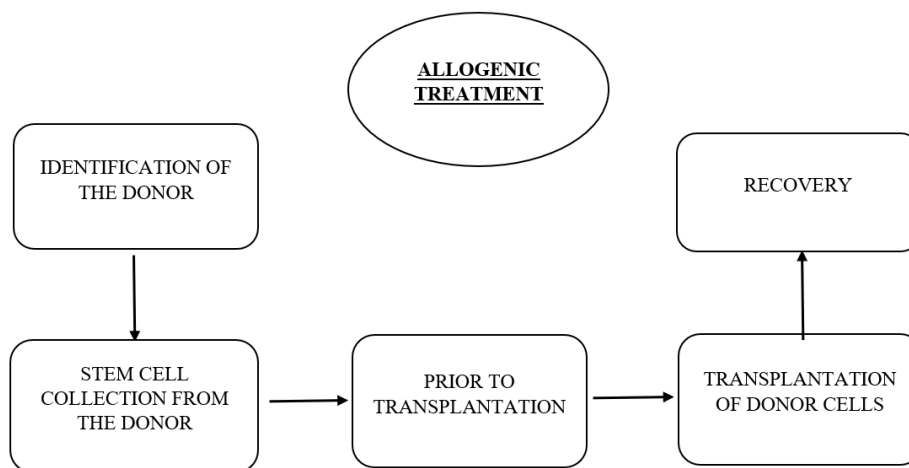 ALLOGENIC
TREATMENT
IDENTIFICATION OF
THE DONOR
STEM CELL
COLLECTION FROM
THE DONOR
PRIOR TO
TRANSPLANTATION
TRANSPLANTATION
OF DONOR CELLS
RECOVERY